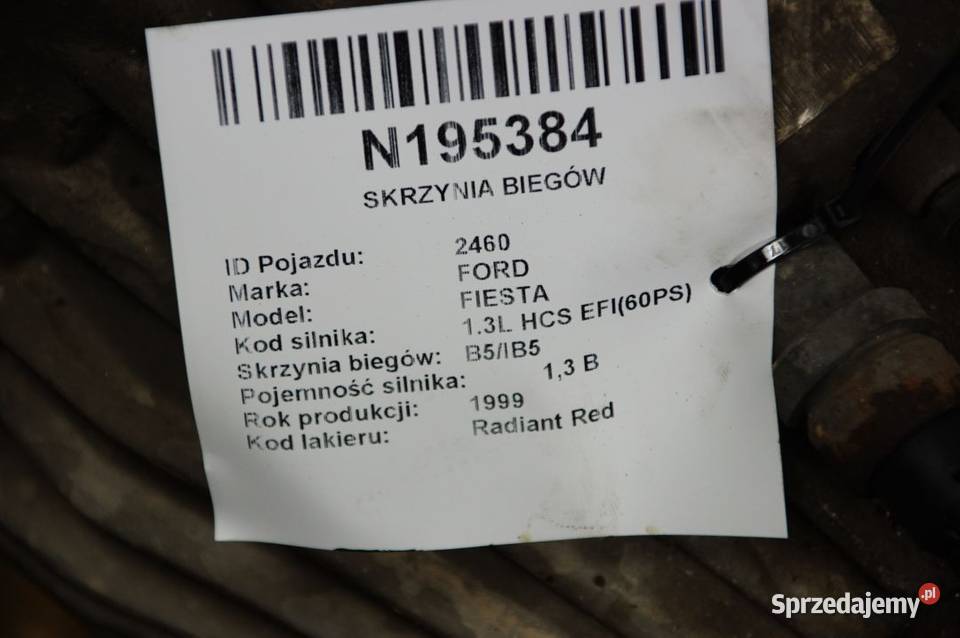 N195384
SKRZYNIA BIEGÓW
ID Pojazdu: 2460
Marka: FORD
Model: FIESTA
Kod silnika: 1.3L HCS EFI(60PS)
Skrzynia biegów: B5/IB5
Pojemność silnika: 1,3 B
Rok produkcji: 1999
Kod lakieru: Radiant Red
Sprzedajemy.pl